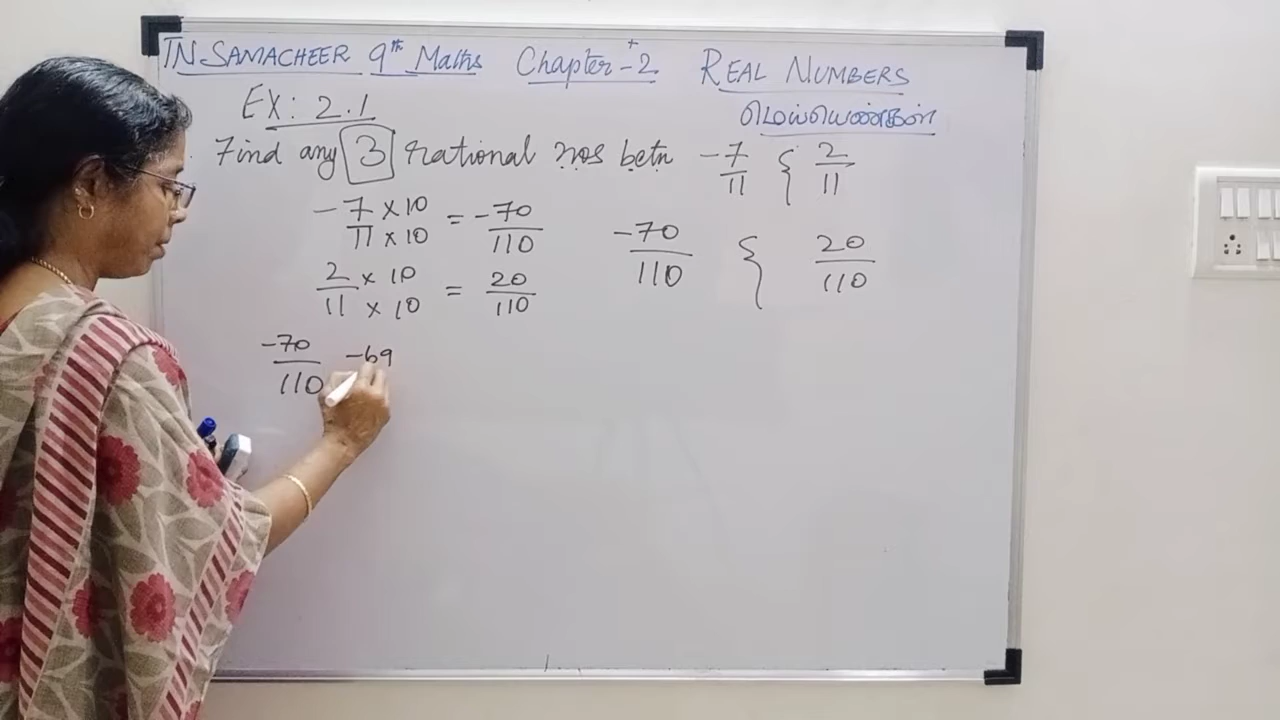 TN SAMACHEER 9th Maths Chapter-2 REAL NUMBERS
மெய்யெண்கள்
EX: 2.1
Find any 3 rational nos betn -7/11 { 2/11
-7 x 10 / 11 x 10 = -70/110
-70/110 { 20/110
2 x 10 / 11 x 10 = 20/110
-70/110 -69